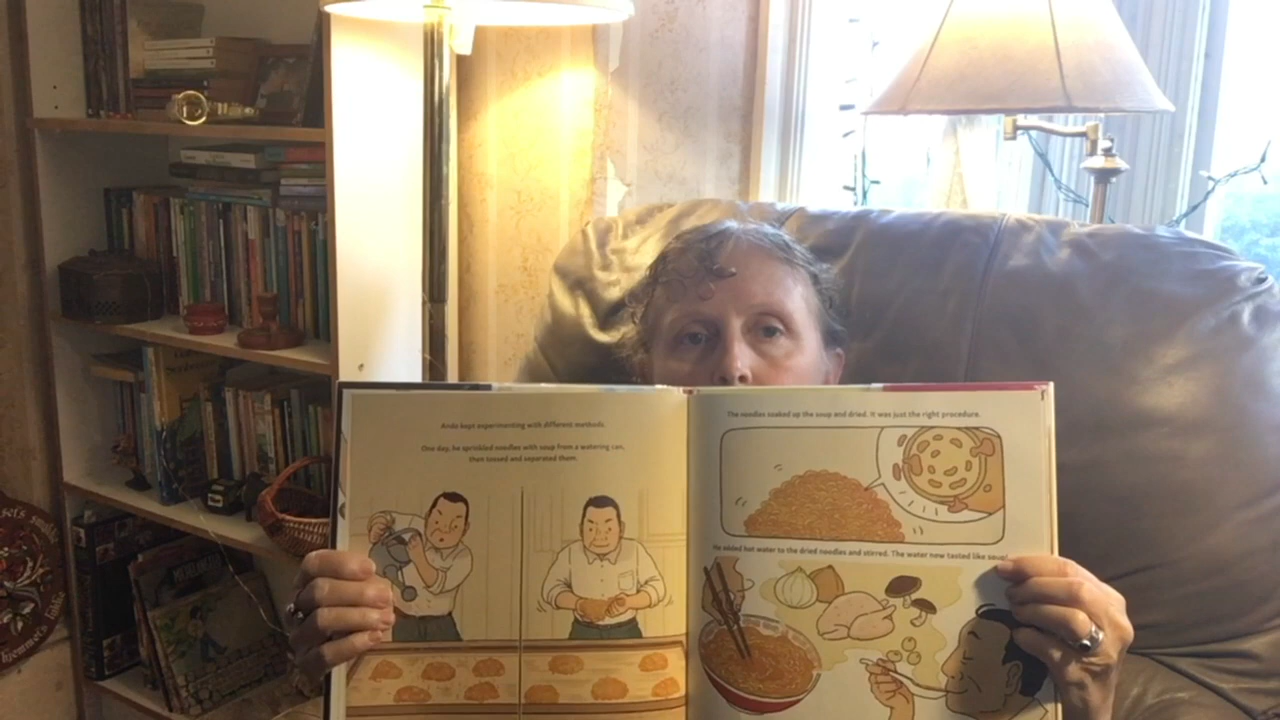 Ando kept experimenting with different methods.
One day, he sprinkled noodles with soup from a watering can,
then tossed and separated them.
The noodles soaked up the soup and dried. It was just the right procedure.
He added hot water to the dried noodles and stirred. The water now tasted like soup!